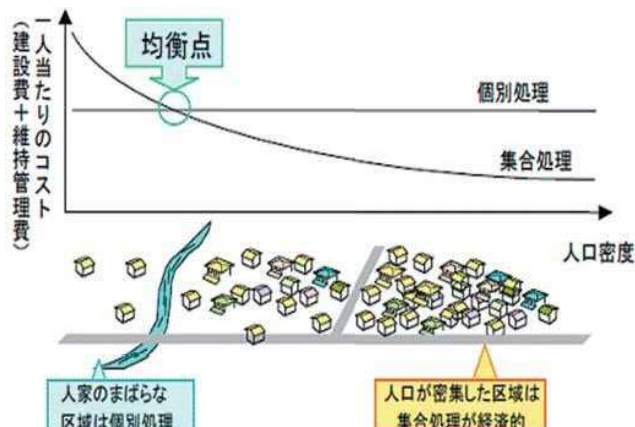 一人当たりのコスト
（建設費＋維持管理費）
均衡点
個別処理
集合処理
人口密度
人家のまばらな
区域は個別処理
人口が密集した区域は
集合処理が経済的